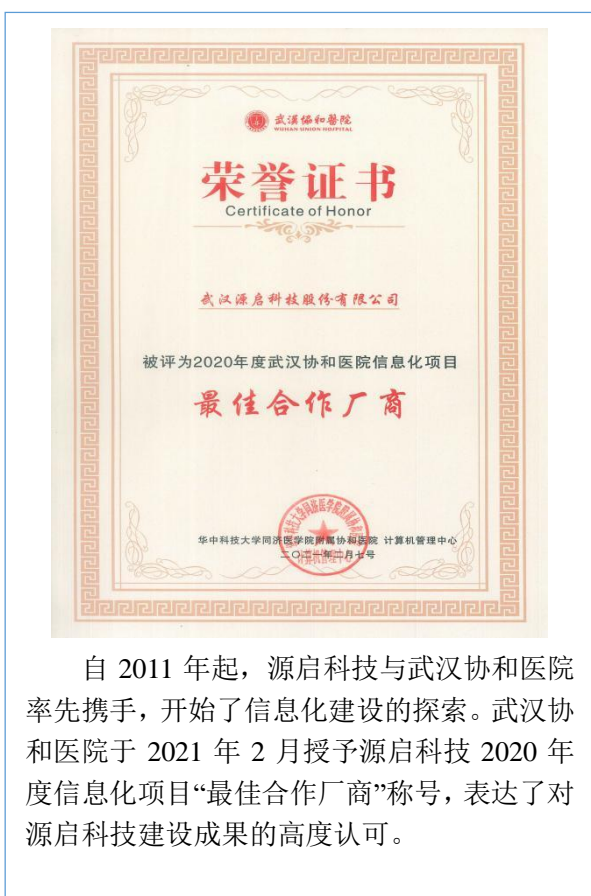 武漢協和醫院
WUHAN UNION HOSPITAL
荣誉证书
Certificate of Honor
武汉源启科技股份有限公司
被评为2020年度武汉协和医院信息化项目
最佳合作厂商
华中科技大学同济医学院附属协和医院 计算机管理中心
二〇二一年二月七号
计算机管理中心
自 2011 年起，源启科技与武汉协和医院
率先携手，开始了信息化建设的探索。武汉协
和医院于 2021 年 2 月授予源启科技 2020 年
度信息化项目“最佳合作厂商”称号，表达了对
源启科技建设成果的高度认可。